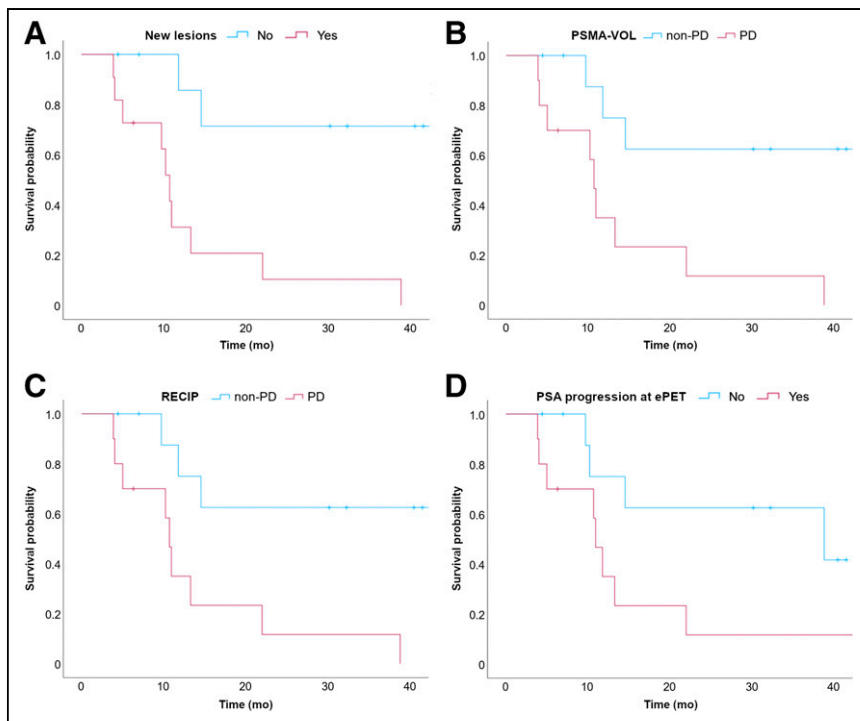 A
New lesions No Yes
1.0
0.8
0.6
0.4
0.2
0
Survival probability
0 10 20 30 40
Time (mo)
B
PSMA-VOL non-PD PD
1.0
0.8
0.6
0.4
0.2
0
Survival probability
0 10 20 30 40
Time (mo)
C
RECIP non-PD PD
1.0
0.8
0.6
0.4
0.2
0
Survival probability
0 10 20 30 40
Time (mo)
D
PSA progression at ePET No Yes
1.0
0.8
0.6
0.4
0.2
0
Survival probability
0 10 20 30 40
Time (mo)